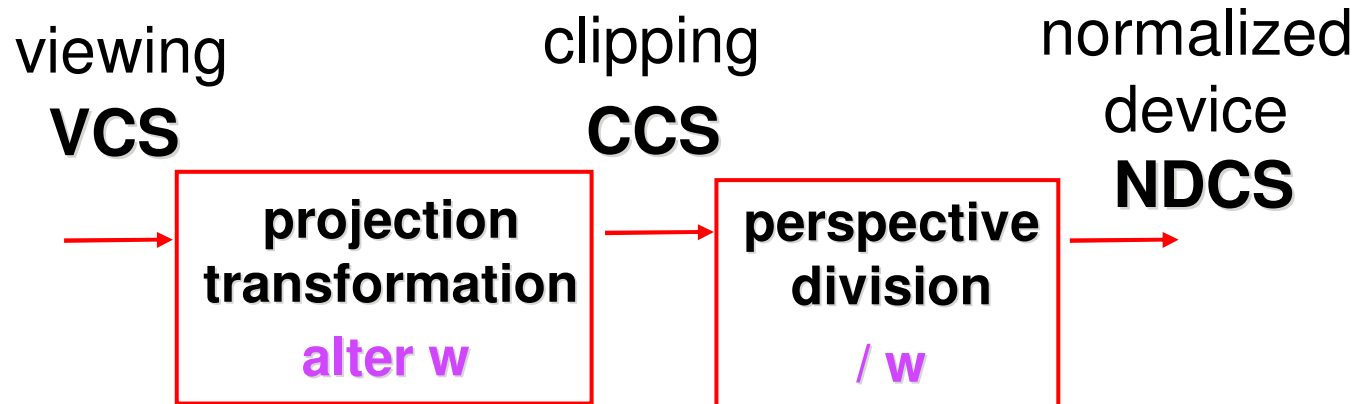 viewing
VCS
clipping
CCS
normalized
device
NDCS
projection
transformation
alter w
perspective
division
/ w